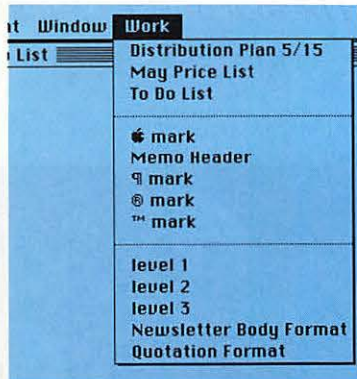 nt Window Work
List
Distribution Plan 5/15
May Price List
To Do List
 mark
Memo Header
¶ mark
® mark
™ mark
level 1
level 2
level 3
Newsletter Body Format
Quotation Format